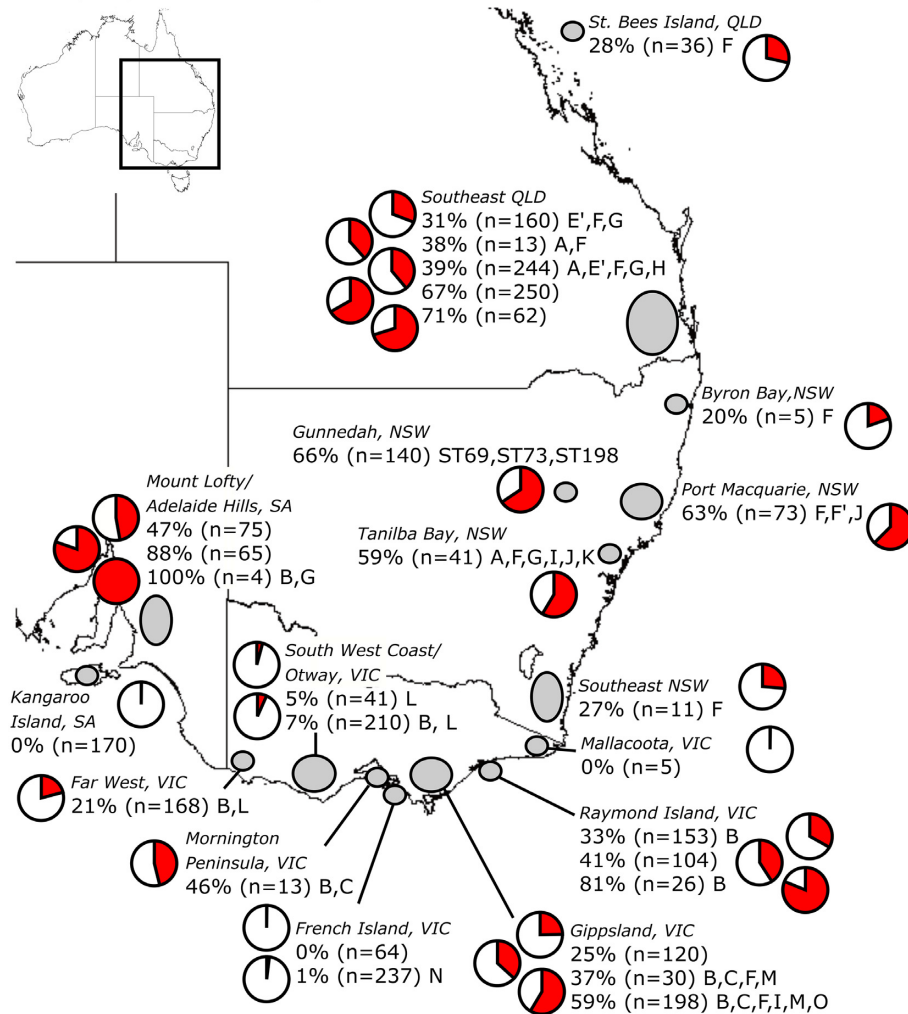 St. Bees Island, QLD
28% (n=36) F
Southeast QLD
31% (n=160) E',F,G
38% (n=13) A,F
39% (n=244) A,E',F,G,H
67% (n=250)
71% (n=62)
Byron Bay,NSW
20% (n=5) F
Gunnedah, NSW
66% (n=140) ST69,ST73,ST198
Port Macquarie, NSW
63% (n=73) F,F',J
Tanilba Bay, NSW
59% (n=41) A,F,G,I,J,K
Mount Lofty/
Adelaide Hills, SA
47% (n=75)
88% (n=65)
100% (n=4) B,G
South West Coast/
Otway, VIC
5% (n=41) L
7% (n=210) B, L
Kangaroo
Island, SA
0% (n=170)
Southeast NSW
27% (n=11) F
Mallacoota, VIC
0% (n=5)
Far West, VIC
21% (n=168) B,L
Mornington
Peninsula, VIC
46% (n=13) B,C
Raymond Island, VIC
33% (n=153) B
41% (n=104)
81% (n=26) B
French Island, VIC
0% (n=64)
1% (n=237) N
Gippsland, VIC
25% (n=120)
37% (n=30) B,C,F,M
59% (n=198) B,C,F,I,M,O